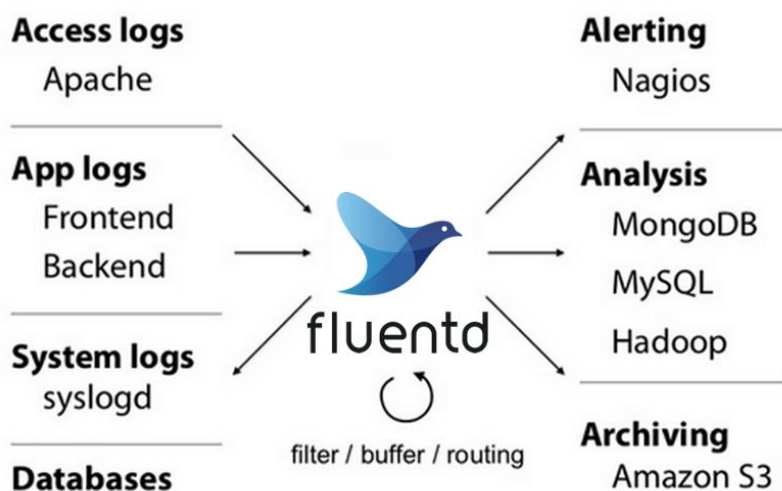 Access logs
Apache
App logs
Frontend
Backend
System logs
syslogd
Databases
fluentd
filter / buffer / routing
Alerting
Nagios
Analysis
MongoDB
MySQL
Hadoop
Archiving
Amazon S3